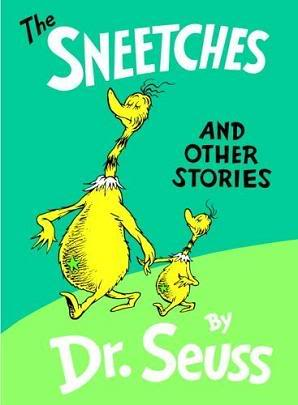 The
SNEETCHES
AND
OTHER
STORIES
By
Dr. Seuss